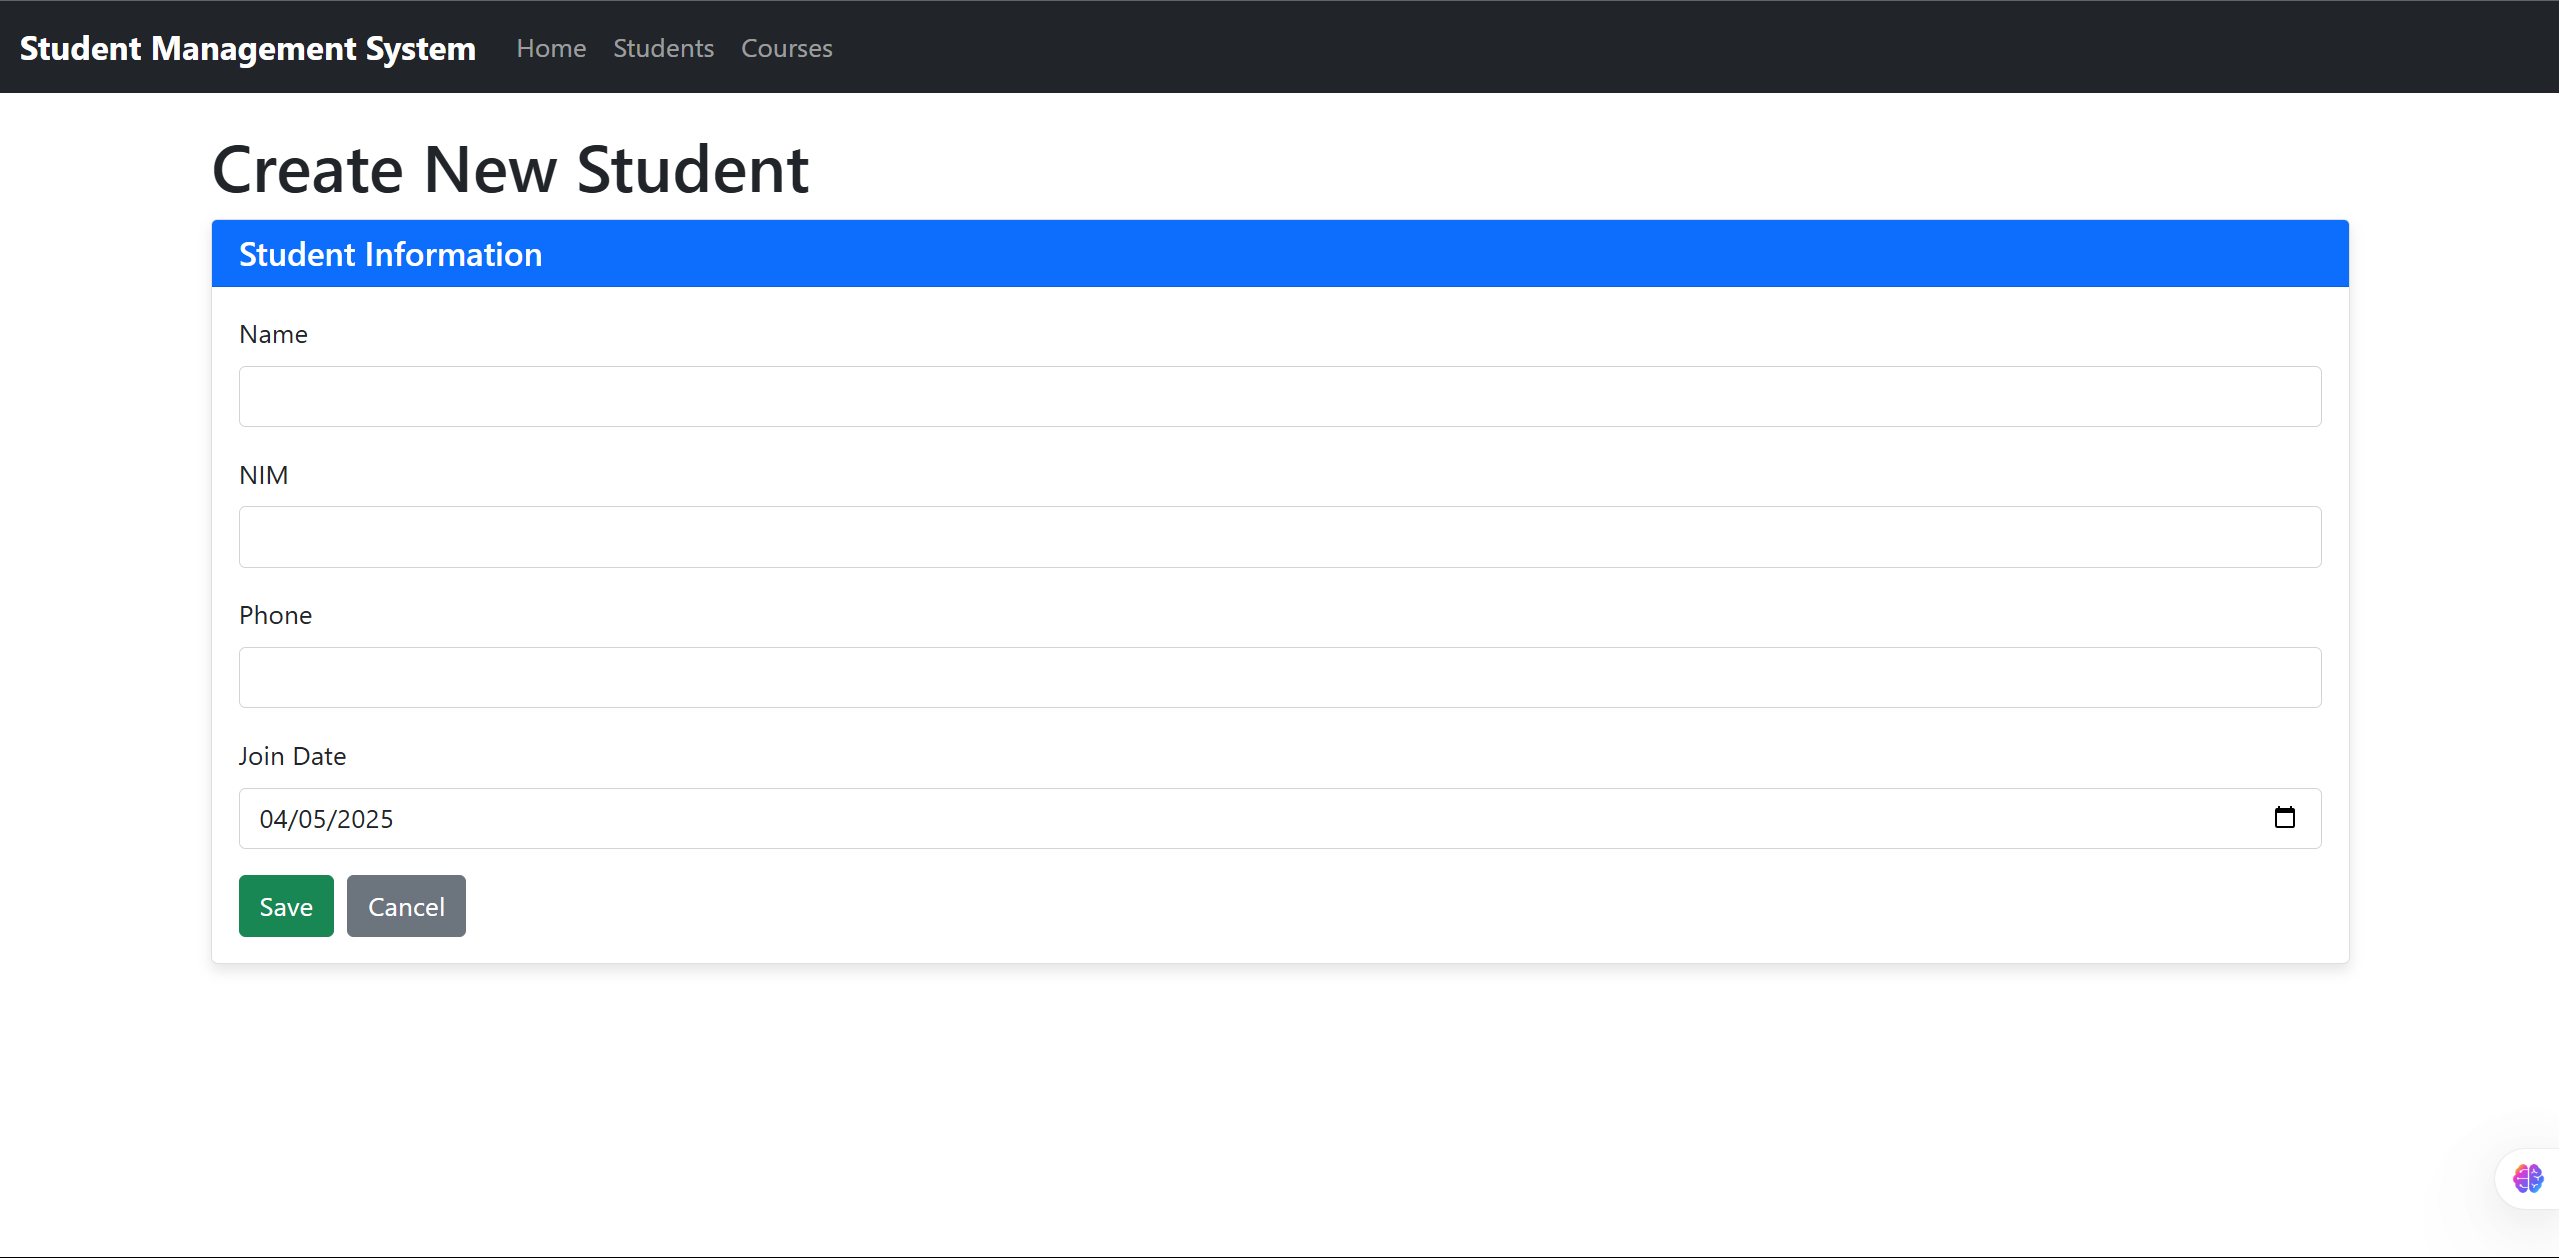 Student Management System Home Students Courses
Create New Student
Student Information
Name
NIM
Phone
Join Date
04/05/2025
Save Cancel